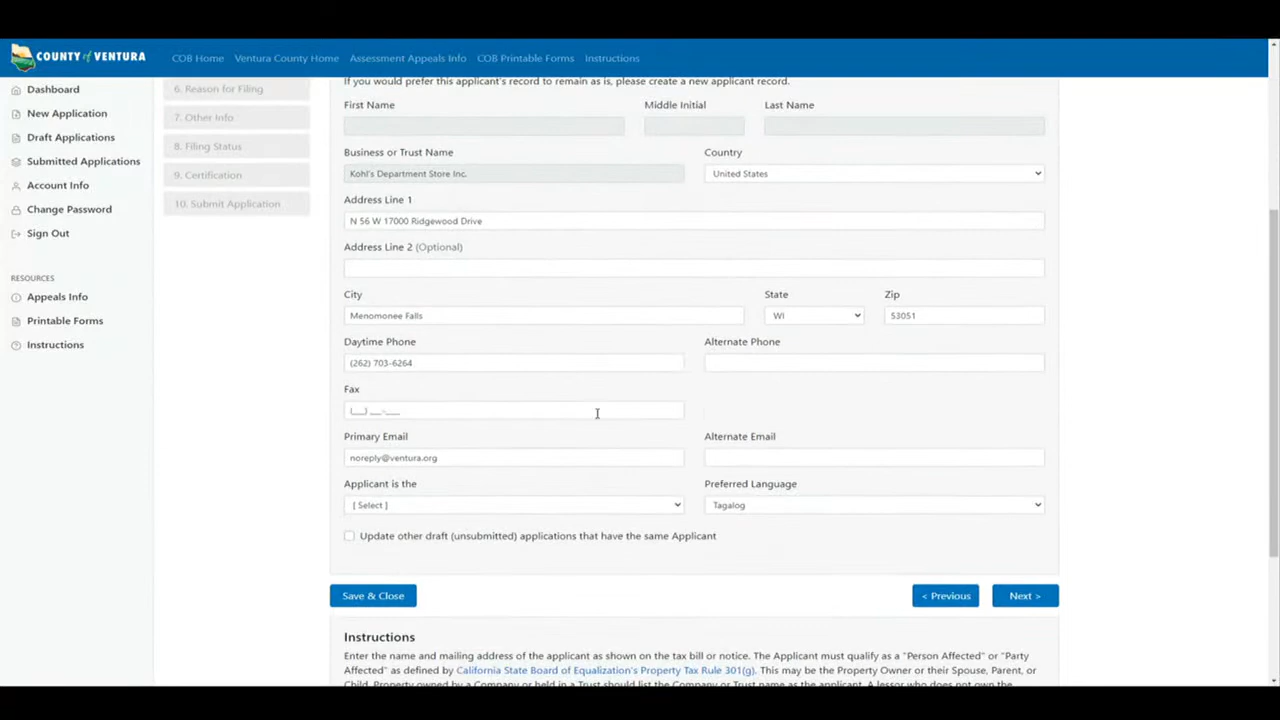 COUNTY of VENTURA
COB Home Ventura County Home Assessment Appeals Info COB Printable Forms Instructions
Dashboard
New Application
Draft Applications
Submitted Applications
Account Info
Change Password
Sign Out
RESOURCES
Appeals Info
Printable Forms
Instructions
6. Reason for Filing
7. Other Info
8. Filing Status
9. Certification
10. Submit Application
If you would prefer this applicant's record to remain as is, please create a new applicant record.
First Name Middle Initial Last Name
Business or Trust Name Country
Kohl's Department Store Inc. United States
Address Line 1
N 56 W 17000 Ridgewood Drive
Address Line 2 (Optional)
City State Zip
Menomonee Falls WI 53051
Daytime Phone Alternate Phone
(262) 703-6264
Fax
(___) ___-____
Primary Email Alternate Email
noreply@ventura.org
Applicant is the Preferred Language
[ Select ] Tagalog
Update other draft (unsubmitted) applications that have the same Applicant
Save & Close < Previous Next >
Instructions
Enter the name and mailing address of the applicant as shown on the tax bill or notice. The Applicant must qualify as a "Person Affected" or "Party
Affected" as defined by California State Board of Equalization's Property Tax Rule 301(g). This may be the Property Owner or their Spouse, Parent, or
Child. Property owned by a Company or held in a Trust should list the Company or Trust name as the applicant. A lessor who does not own the